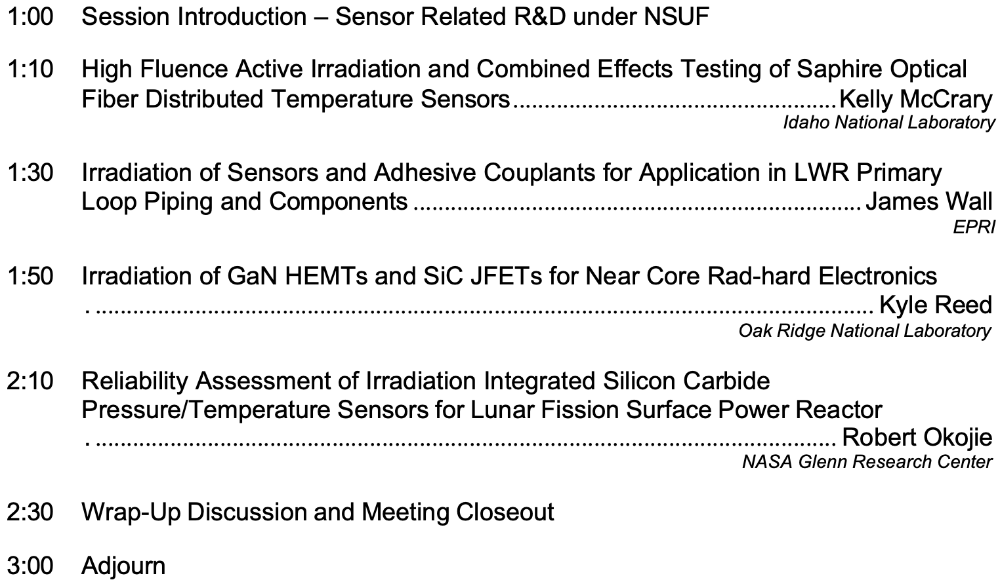 1:00 Session Introduction – Sensor Related R&D under NSUF
1:10 High Fluence Active Irradiation and Combined Effects Testing of Saphire Optical
Fiber Distributed Temperature Sensors....................................................Kelly McCrary
Idaho National Laboratory
1:30 Irradiation of Sensors and Adhesive Couplants for Application in LWR Primary
Loop Piping and Components ........................................................................ James Wall
EPRI
1:50 Irradiation of GaN HEMTs and SiC JFETs for Near Core Rad-hard Electronics
. ............................................................................................................................. Kyle Reed
Oak Ridge National Laboratory
2:10 Reliability Assessment of Irradiation Integrated Silicon Carbide
Pressure/Temperature Sensors for Lunar Fission Surface Power Reactor
. ....................................................................................................................... Robert Okojie
NASA Glenn Research Center
2:30 Wrap-Up Discussion and Meeting Closeout
3:00 Adjourn